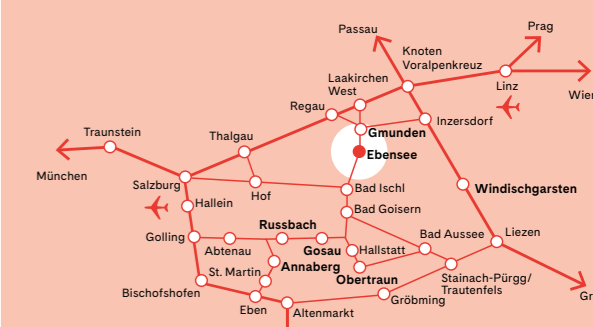 Passau
Prag
Knoten
Voralpenkreuz
Laakirchen
West
Linz
Wien
Regau
Gmunden
Inzersdorf
Traunstein
Thalgau
Ebensee
München
Salzburg
Hof
Bad Ischl
Windischgarsten
Hallein
Bad Goisern
Russbach
Golling
Abtenau
Gosau
Hallstatt
Bad Aussee
Liezen
St. Martin
Annaberg
Obertraun
Stainach-Pürgg/
Trautenfels
Bischofshofen
Gröbming
Gr
Eben
Altenmarkt